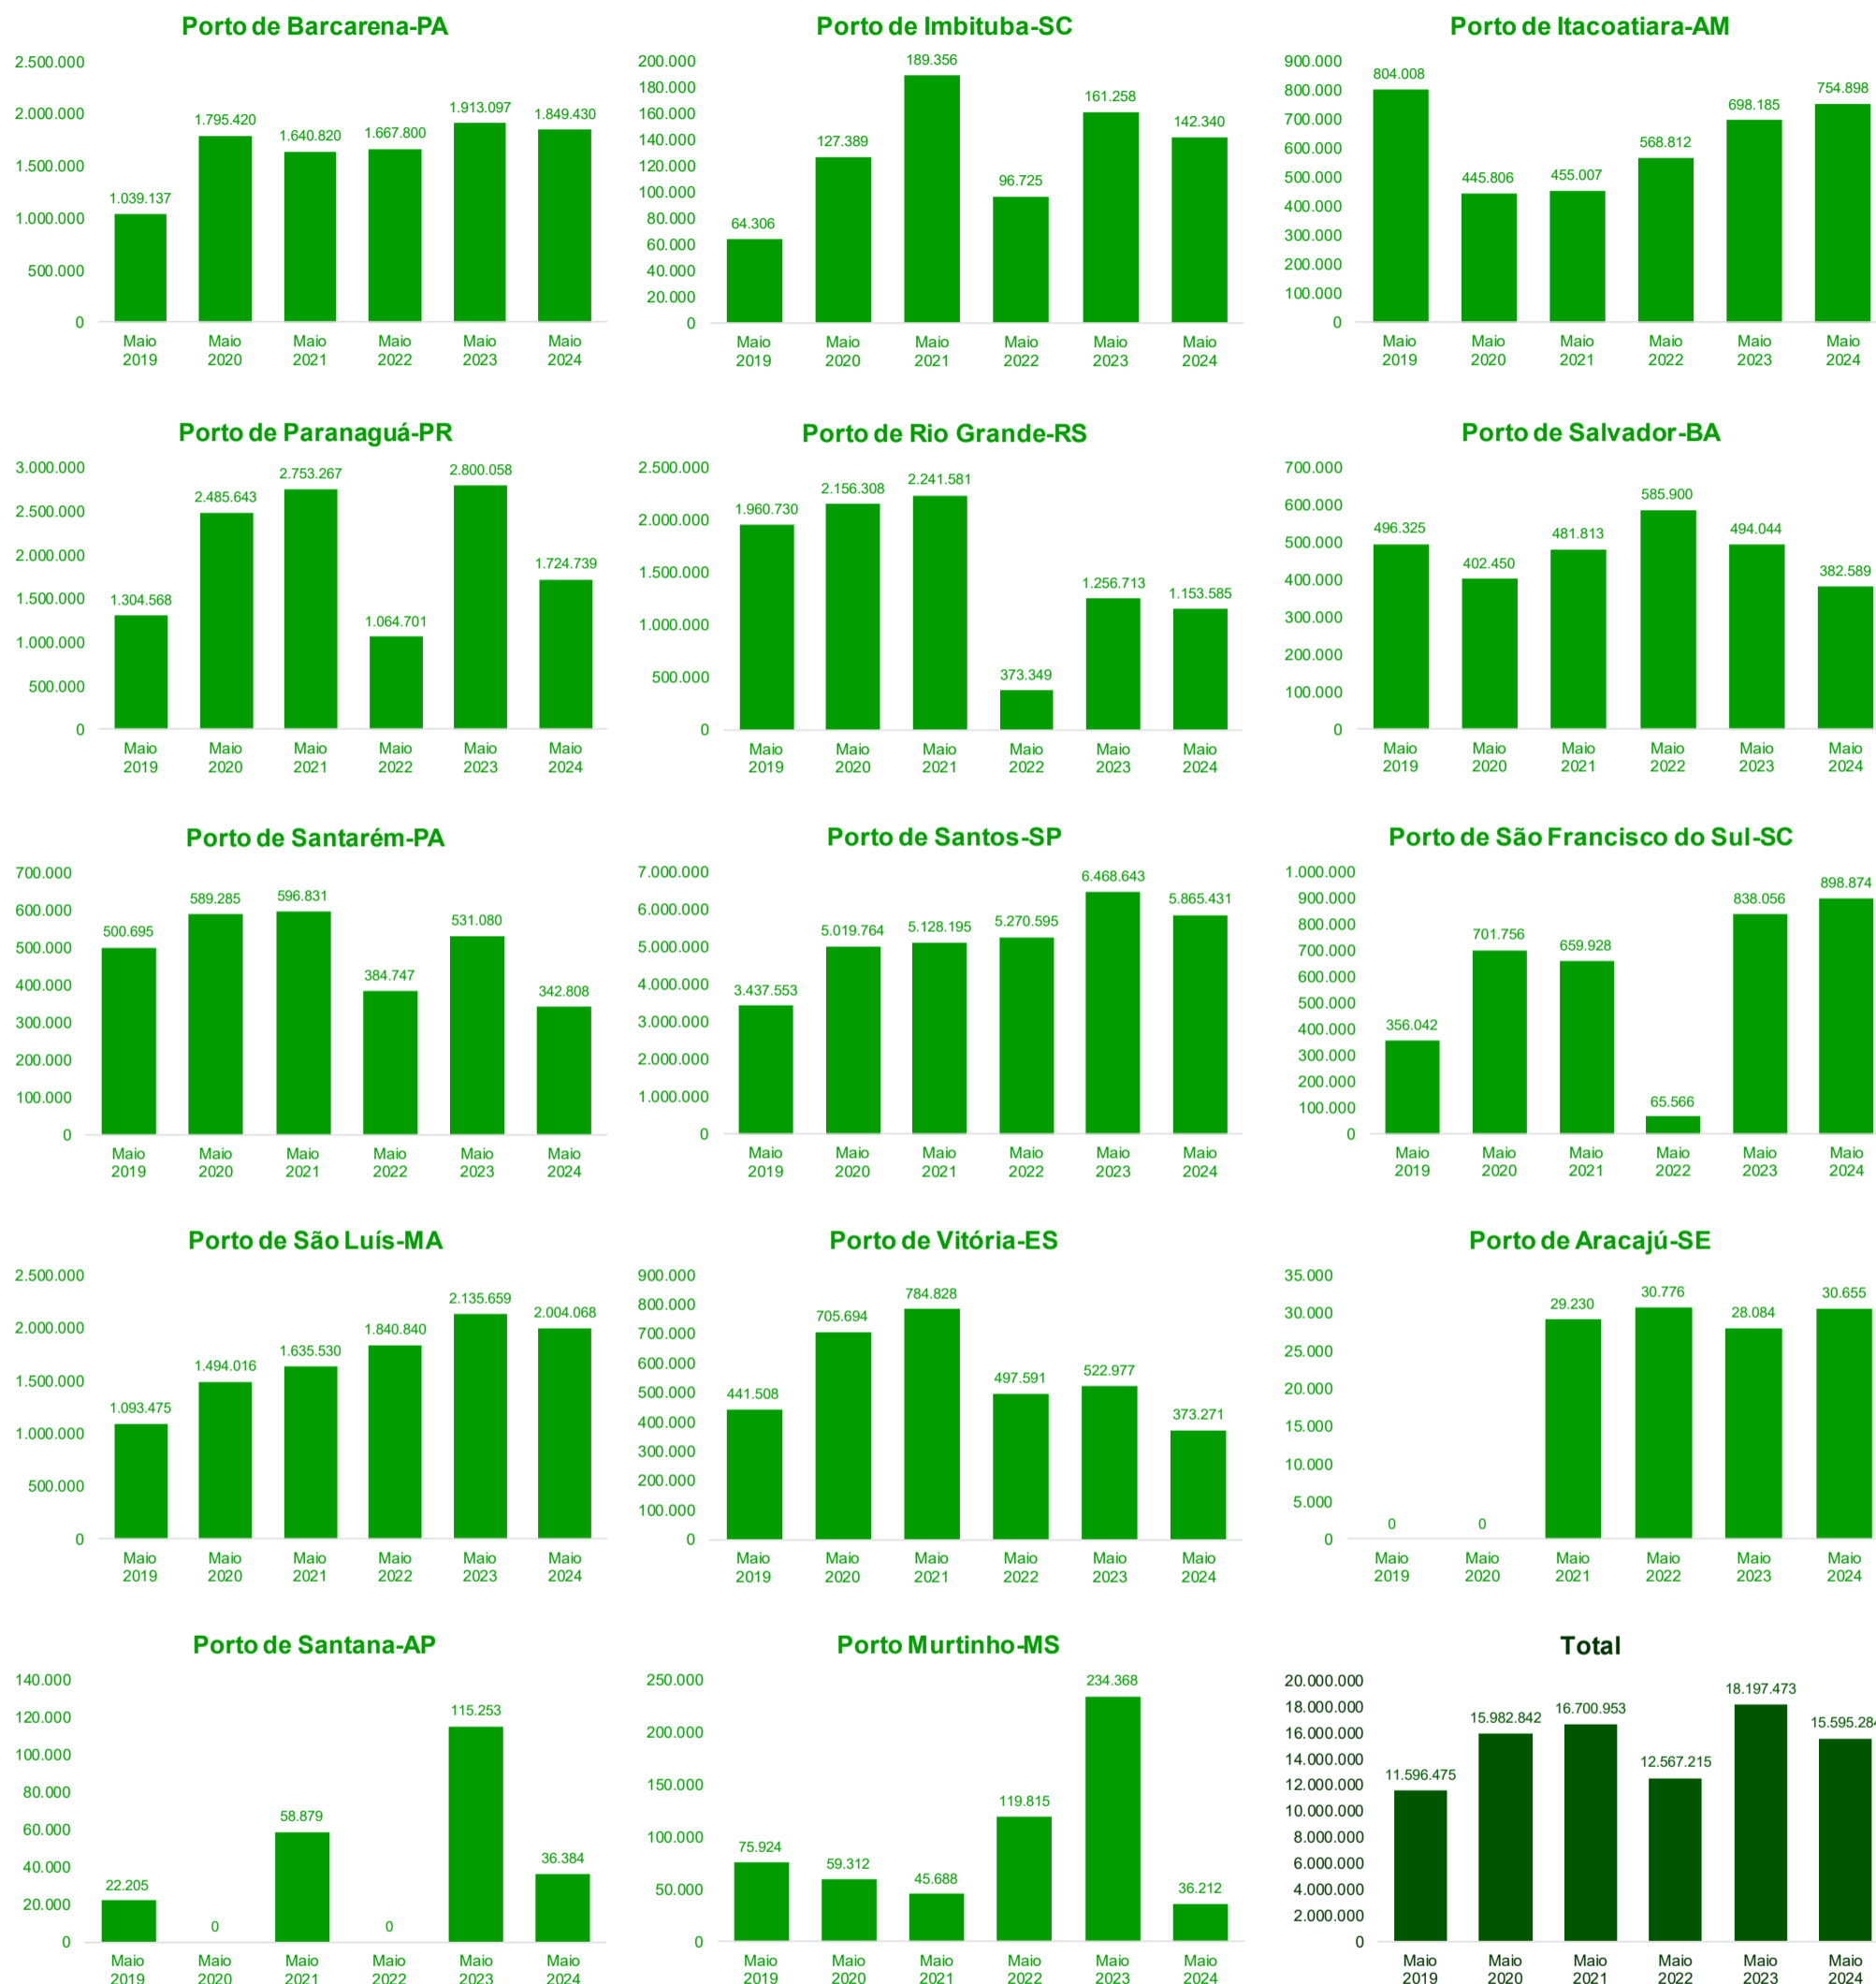 Porto de Barcarena-PA
2.500.000
2.000.000
1.500.000
1.000.000
500.000
0
1.039.137
1.795.420
1.640.820
1.667.800
1.913.097
1.849.430
Maio 2019
Maio 2020
Maio 2021
Maio 2022
Maio 2023
Maio 2024
Porto de Imbituba-SC
200.000
180.000
160.000
140.000
120.000
100.000
80.000
60.000
40.000
20.000
0
64.306
127.389
189.356
96.725
161.258
142.340
Maio 2019
Maio 2020
Maio 2021
Maio 2022
Maio 2023
Maio 2024
Porto de Itacoatiara-AM
900.000
800.000
700.000
600.000
500.000
400.000
300.000
200.000
100.000
0
804.008
445.806
455.007
568.812
698.185
754.898
Maio 2019
Maio 2020
Maio 2021
Maio 2022
Maio 2023
Maio 2024
Porto de Paranaguá-PR
3.000.000
2.500.000
2.000.000
1.500.000
1.000.000
500.000
0
1.304.568
2.485.643
2.753.267
1.064.701
2.800.058
1.724.739
Maio 2019
Maio 2020
Maio 2021
Maio 2022
Maio 2023
Maio 2024
Porto de Rio Grande-RS
2.500.000
2.000.000
1.500.000
1.000.000
500.000
0
1.960.730
2.156.308
2.241.581
373.349
1.256.713
1.153.585
Maio 2019
Maio 2020
Maio 2021
Maio 2022
Maio 2023
Maio 2024
Porto de Salvador-BA
700.000
600.000
500.000
400.000
300.000
200.000
100.000
0
496.325
402.450
481.813
585.900
494.044
382.589
Maio 2019
Maio 2020
Maio 2021
Maio 2022
Maio 2023
Maio 2024
Porto de Santarém-PA
700.000
600.000
500.000
400.000
300.000
200.000
100.000
0
500.695
589.285
596.831
384.747
531.080
342.808
Maio 2019
Maio 2020
Maio 2021
Maio 2022
Maio 2023
Maio 2024
Porto de Santos-SP
7.000.000
6.000.000
5.000.000
4.000.000
3.000.000
2.000.000
1.000.000
0
3.437.553
5.019.764
5.128.195
5.270.595
6.468.643
5.865.431
Maio 2019
Maio 2020
Maio 2021
Maio 2022
Maio 2023
Maio 2024
Porto de São Francisco do Sul-SC
1.000.000
900.000
800.000
700.000
600.000
500.000
400.000
300.000
200.000
100.000
0
356.042
701.756
659.928
65.566
838.056
898.874
Maio 2019
Maio 2020
Maio 2021
Maio 2022
Maio 2023
Maio 2024
Porto de São Luís-MA
2.500.000
2.000.000
1.500.000
1.000.000
500.000
0
1.093.475
1.494.016
1.635.530
1.840.840
2.135.659
2.004.068
Maio 2019
Maio 2020
Maio 2021
Maio 2022
Maio 2023
Maio 2024
Porto de Vitória-ES
900.000
800.000
700.000
600.000
500.000
400.000
300.000
200.000
100.000
0
441.508
705.694
784.828
497.591
522.977
373.271
Maio 2019
Maio 2020
Maio 2021
Maio 2022
Maio 2023
Maio 2024
Porto de Aracajú-SE
35.000
30.000
25.000
20.000
15.000
10.000
5.000
0
0
0
29.230
30.776
28.084
30.655
Maio 2019
Maio 2020
Maio 2021
Maio 2022
Maio 2023
Maio 2024
Porto de Santana-AP
140.000
120.000
100.000
80.000
60.000
40.000
20.000
0
22.205
0
58.879
0
115.253
36.384
Maio 2019
Maio 2020
Maio 2021
Maio 2022
Maio 2023
Maio 2024
Porto Murtinho-MS
250.000
200.000
150.000
100.000
50.000
0
75.924
59.312
45.688
119.815
234.368
36.212
Maio 2019
Maio 2020
Maio 2021
Maio 2022
Maio 2023
Maio 2024
Total
20.000.000
18.000.000
16.000.000
14.000.000
12.000.000
10.000.000
8.000.000
6.000.000
4.000.000
2.000.000
0
11.596.475
15.982.842
16.700.953
12.567.215
18.197.473
15.595.284
Maio 2019
Maio 2020
Maio 2021
Maio 2022
Maio 2023
Maio 2024